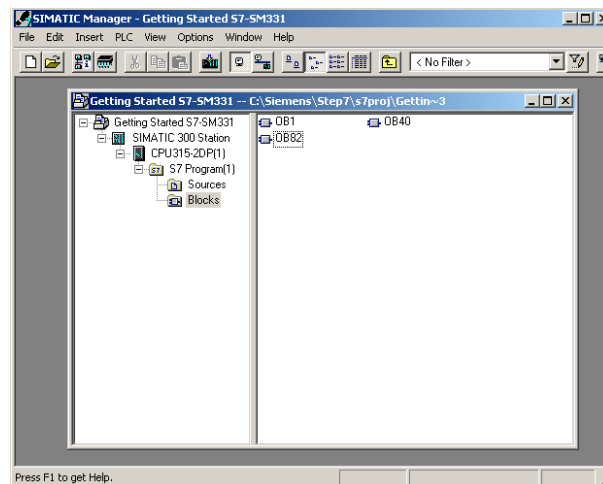 SIMATIC Manager - Getting Started S7-SM331
File Edit Insert PLC View Options Window Help
< No Filter >
Getting Started S7-SM331 -- C:\Siemens\Step7\s7proj\Gettin~3
Getting Started S7-SM331
SIMATIC 300 Station
CPU315-2DP(1)
S7 Program(1)
Sources
Blocks
OB1 OB40
OB82
Press F1 to get Help.